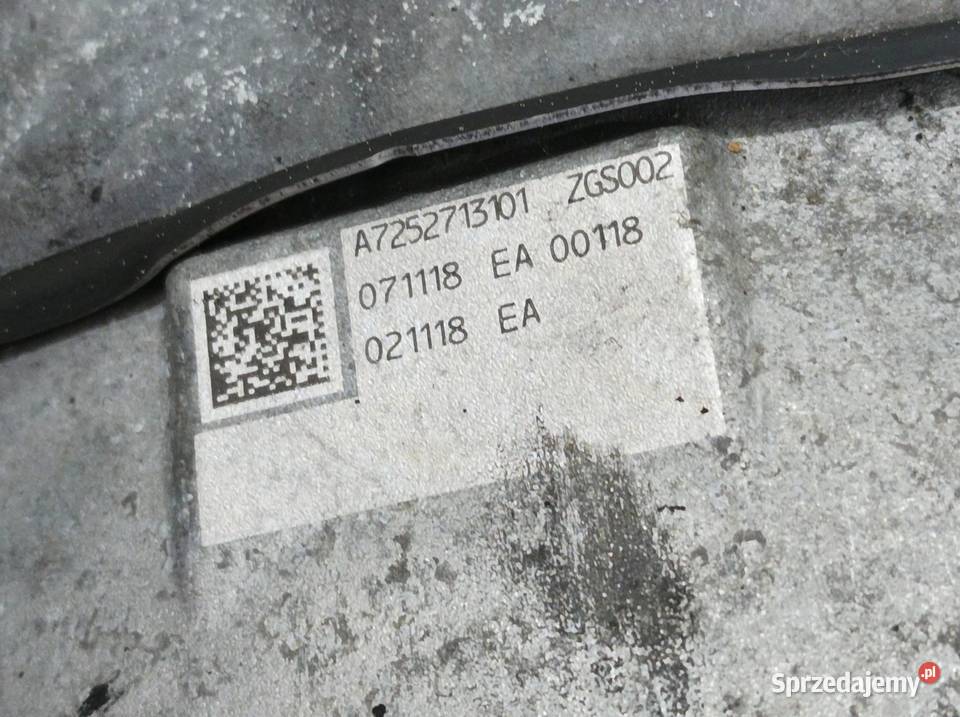 A7252713101 ZGS002
071118 EA 00118
021118 EA
Sprzedajemy.pl